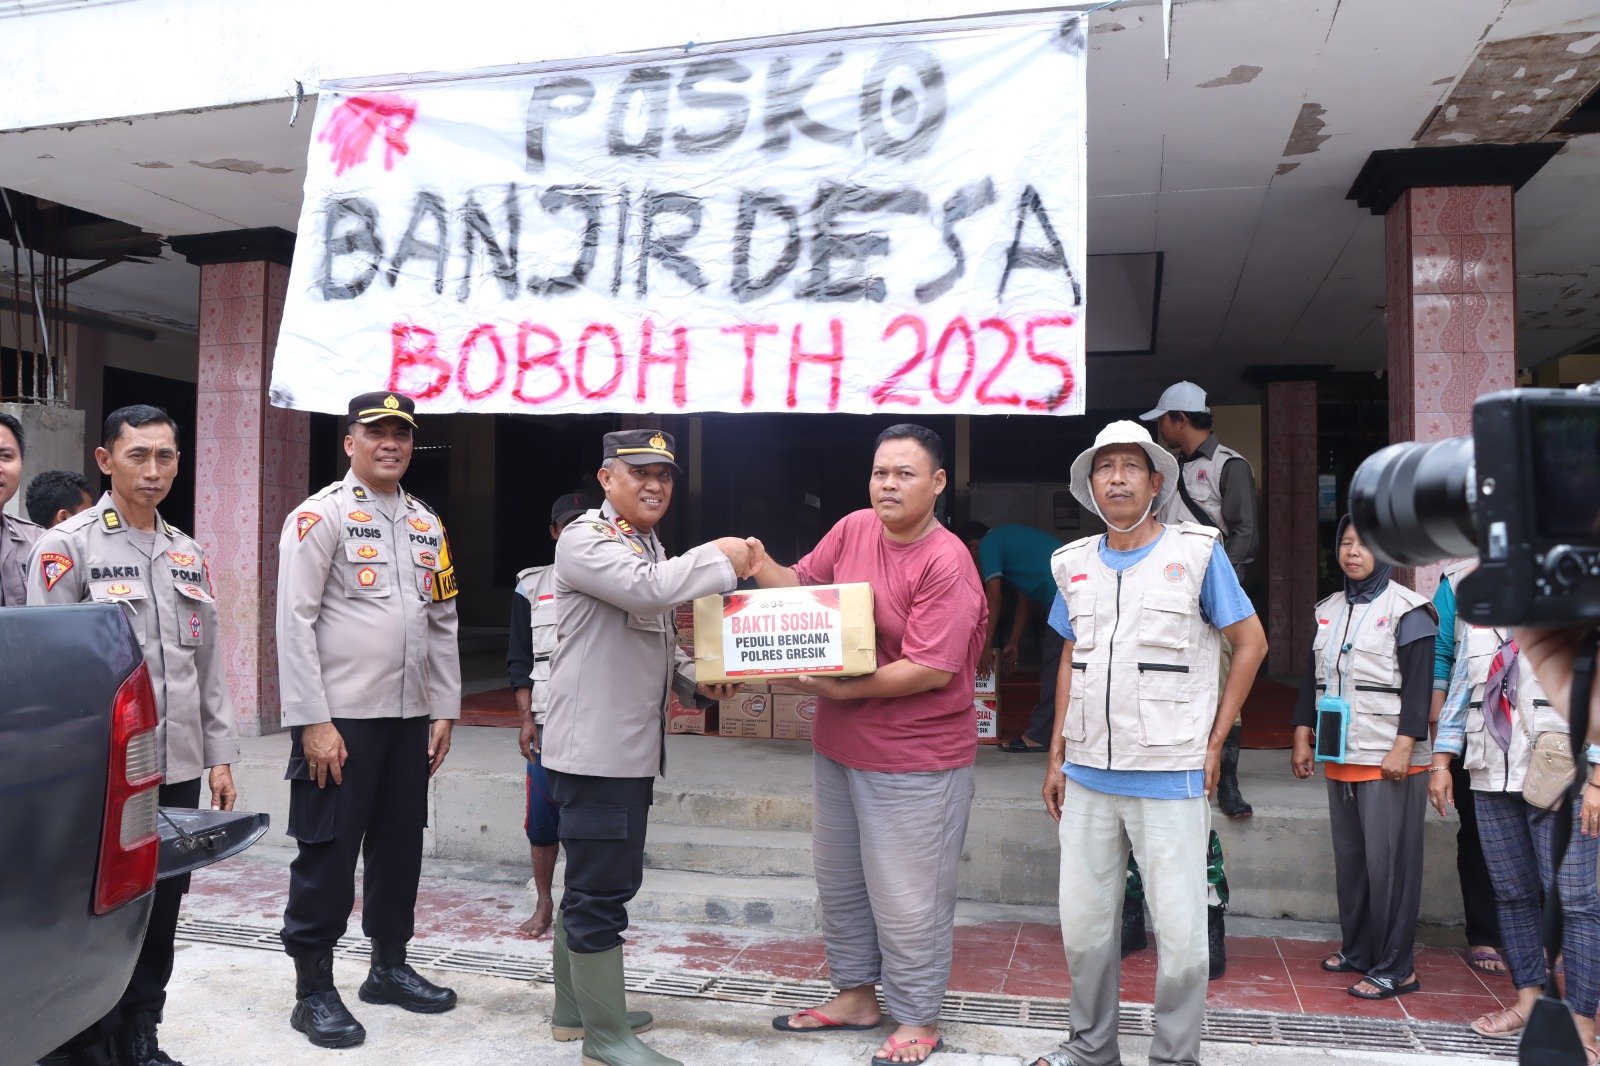 POSKO
BANJIR DESA
BOBOH TH 2025
BAKTI SOSIAL
PEDULI BENCANA
POLRES GRESIK
BAKRI
POLRI
YUSIS
POLRI